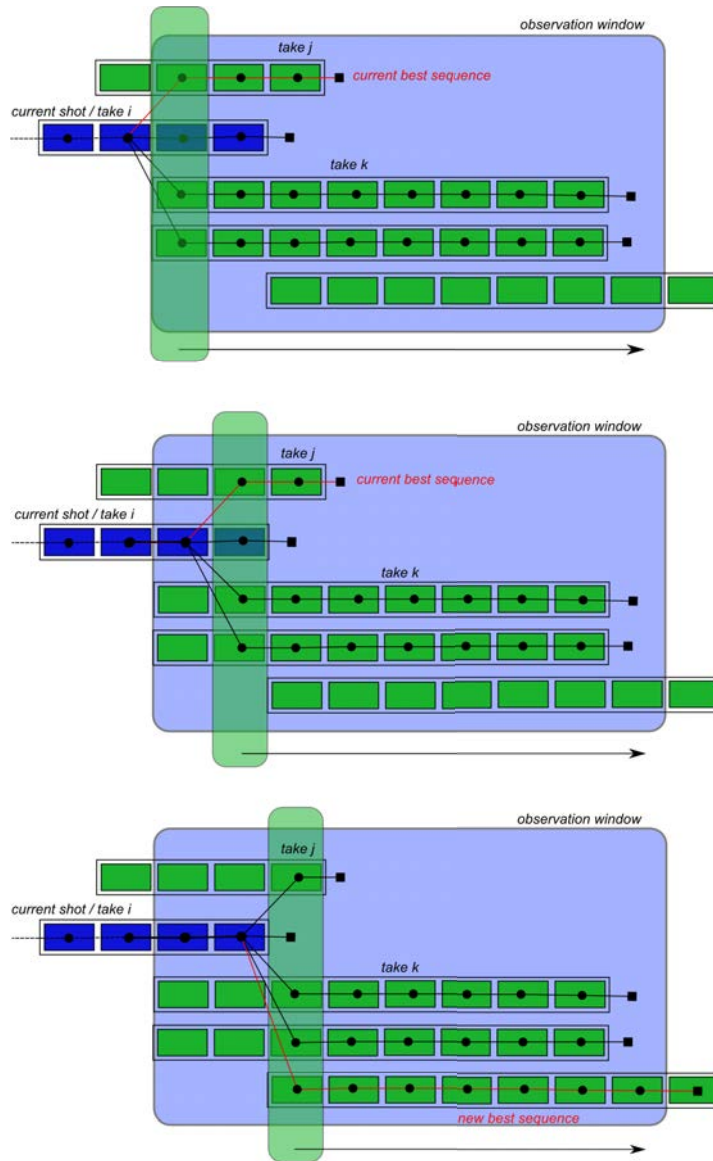 observation window
take j
current best sequence
current shot / take i
take k
observation window
take j
current best sequence
current shot / take i
take k
observation window
take j
current shot / take i
take k
new best sequence